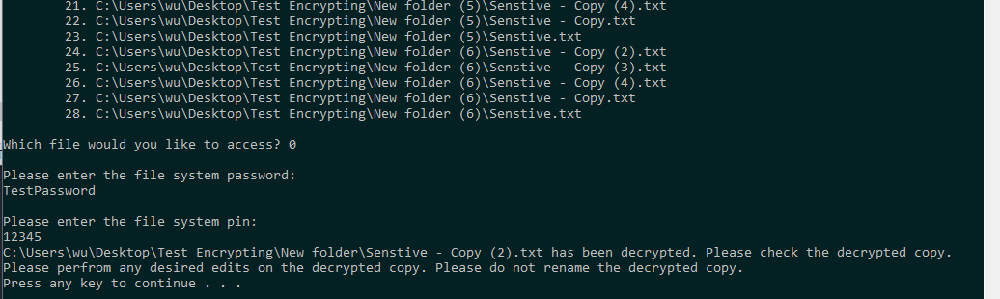 21. C:\Users\wu\Desktop\Test Encrypting\New folder (5)\Senstive - Copy (4).txt
22. C:\Users\wu\Desktop\Test Encrypting\New folder (5)\Senstive - Copy.txt
23. C:\Users\wu\Desktop\Test Encrypting\New folder (5)\Senstive.txt
24. C:\Users\wu\Desktop\Test Encrypting\New folder (6)\Senstive - Copy (2).txt
25. C:\Users\wu\Desktop\Test Encrypting\New folder (6)\Senstive - Copy (3).txt
26. C:\Users\wu\Desktop\Test Encrypting\New folder (6)\Senstive - Copy (4).txt
27. C:\Users\wu\Desktop\Test Encrypting\New folder (6)\Senstive - Copy.txt
28. C:\Users\wu\Desktop\Test Encrypting\New folder (6)\Senstive.txt
Which file would you like to access? 0
Please enter the file system password:
TestPassword
Please enter the file system pin:
12345
C:\Users\wu\Desktop\Test Encrypting\New folder\Senstive - Copy (2).txt has been decrypted. Please check the decrypted copy.
Please perfrom any desired edits on the decrypted copy. Please do not rename the decrypted copy.
Press any key to continue . . .